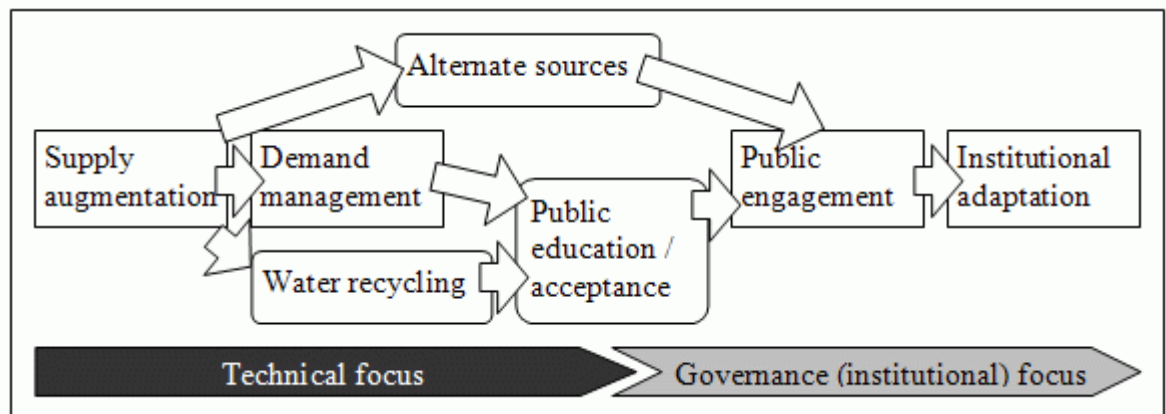 Alternate sources
Supply
augmentation
Demand
management
Public
engagement
Institutional
adaptation
Public
education /
acceptance
Water recycling
Technical focus
Governance (institutional) focus